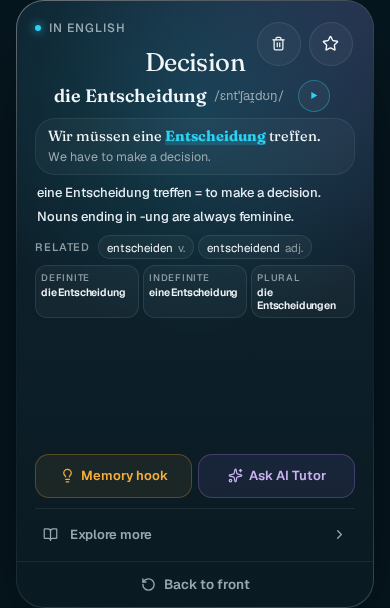 IN ENGLISH
Decision
die Entscheidung /ɛntˈʃaɪ̯dʊŋ/
Wir müssen eine Entscheidung treffen.
We have to make a decision.
eine Entscheidung treffen = to make a decision.
Nouns ending in -ung are always feminine.
RELATED entscheiden v. entscheidend adj.
DEFINITE
die Entscheidung
INDEFINITE
eine Entscheidung
PLURAL
die
Entscheidungen
Memory hook
Ask AI Tutor
Explore more
Back to front